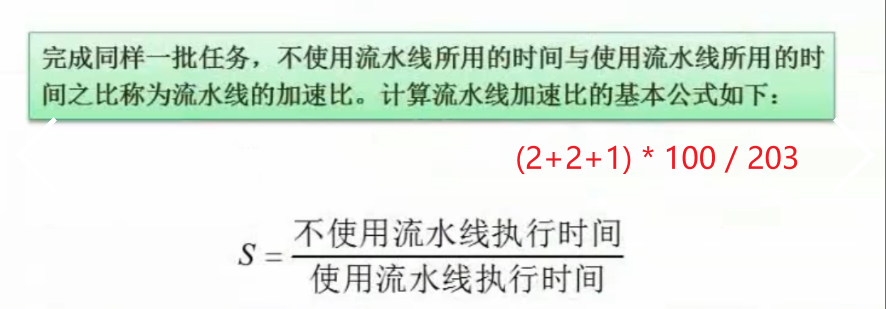 完成同样一批任务，不使用流水线所用的时间与使用流水线所用的时
间之比称为流水线的加速比。计算流水线加速比的基本公式如下：
(2+2+1) * 100 / 203
S = 不使用流水线执行时间
使用流水线执行时间